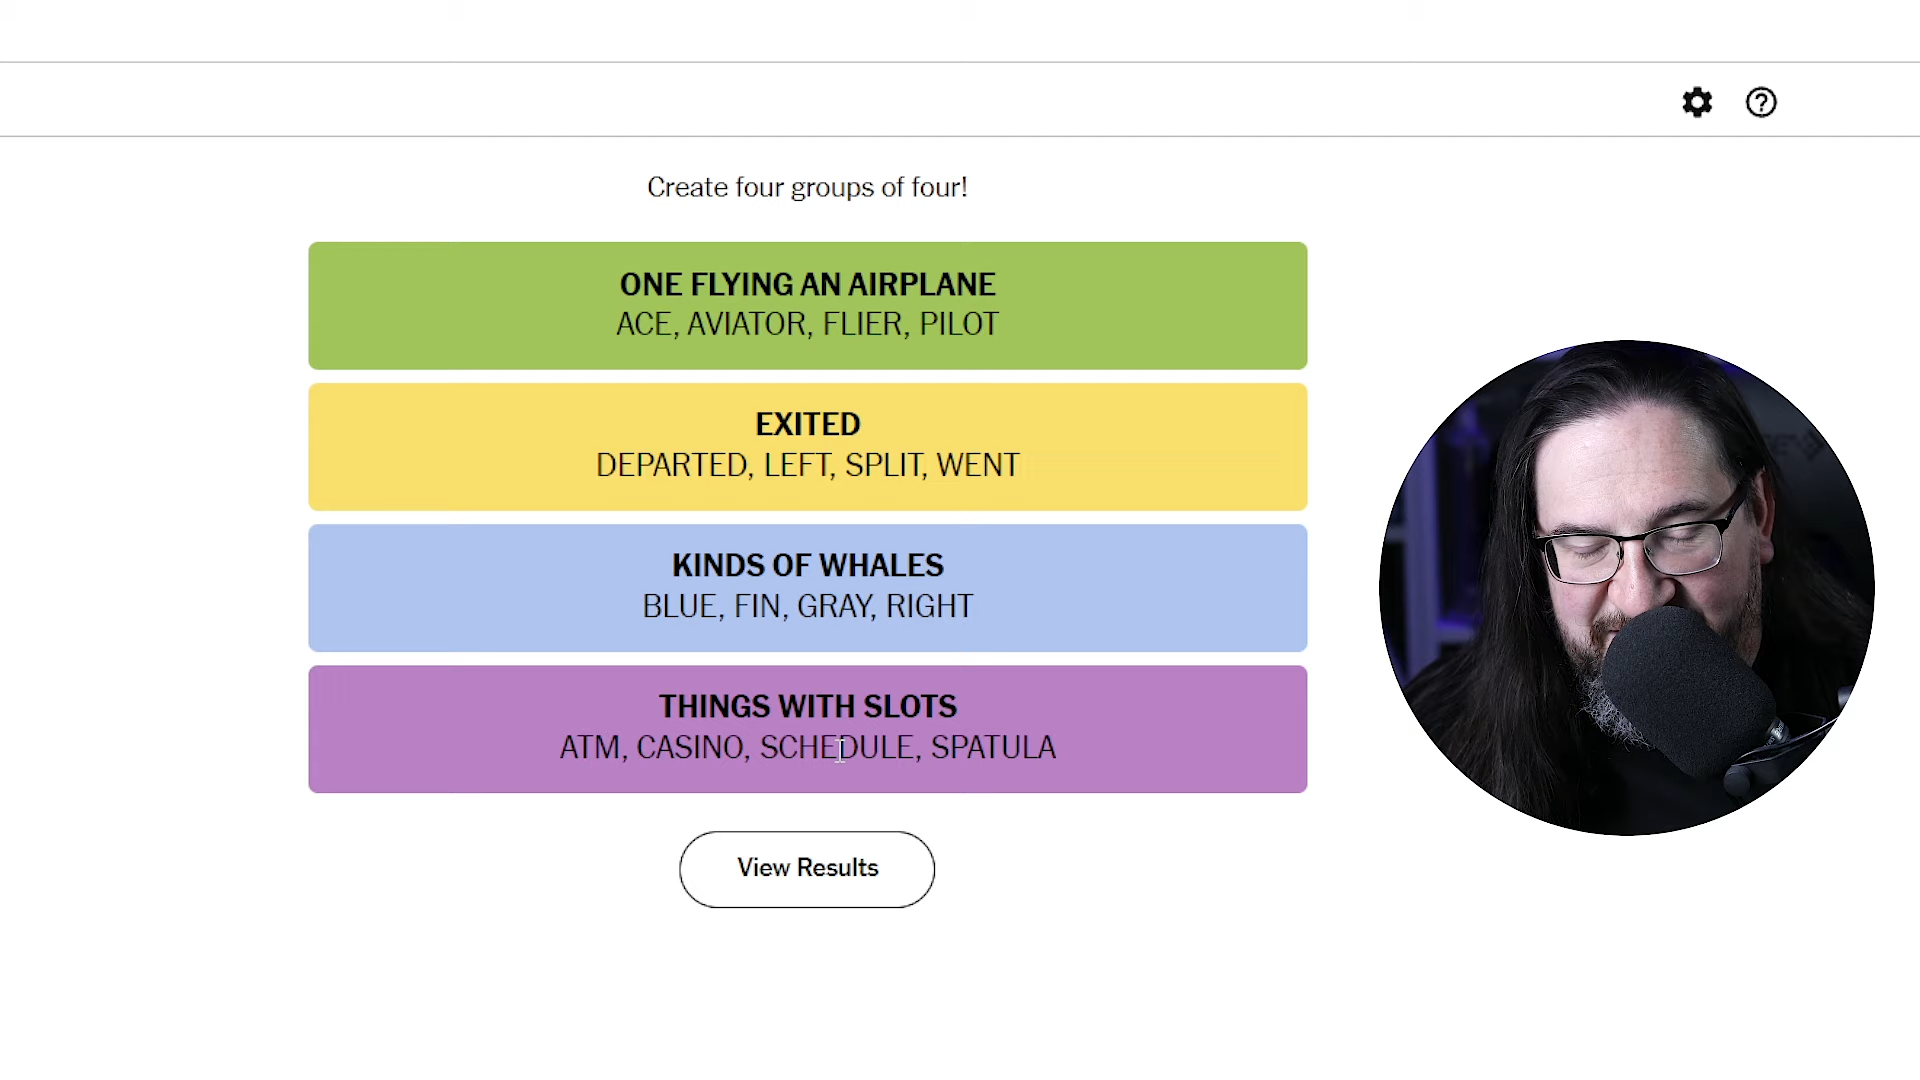 Create four groups of four!
ONE FLYING AN AIRPLANE
ACE, AVIATOR, FLIER, PILOT
EXITED
DEPARTED, LEFT, SPLIT, WENT
KINDS OF WHALES
BLUE, FIN, GRAY, RIGHT
THINGS WITH SLOTS
ATM, CASINO, SCHEDULE, SPATULA
View Results